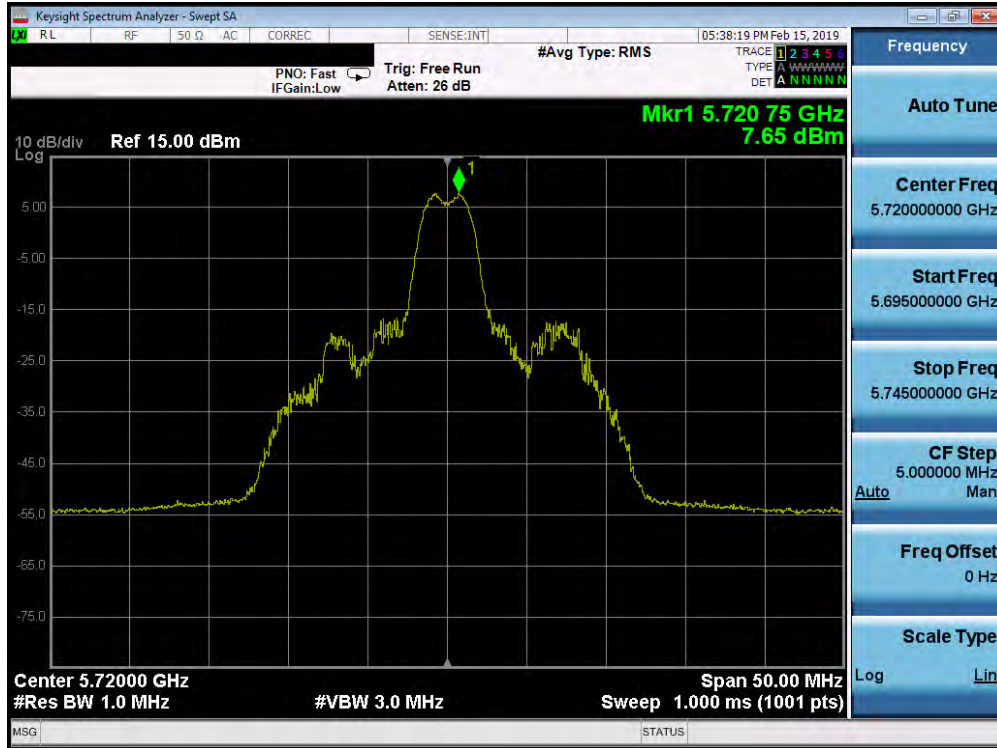 Keysight Spectrum Analyzer - Swept SA
LXI RL RF 50 Ω AC CORREC SENSE:INT 05:38:19 PM Feb 15, 2019
PNO: Fast
IFGain:Low
Trig: Free Run
Atten: 26 dB
#Avg Type: RMS
TRACE 1 2 3 4 5 6
TYPE A WWWWW
DET A N N N N N
Mkr1 5.720 75 GHz
7.65 dBm
10 dB/div Ref 15.00 dBm
Log
1
5.00
-5.00
-15.0
-25.0
-35.0
-45.0
-55.0
-65.0
-75.0
Center 5.72000 GHz Span 50.00 MHz
#Res BW 1.0 MHz #VBW 3.0 MHz Sweep 1.000 ms (1001 pts)
MSG STATUS
Frequency
Auto Tune
Center Freq
5.720000000 GHz
Start Freq
5.695000000 GHz
Stop Freq
5.745000000 GHz
CF Step
5.000000 MHz
Auto Man
Freq Offset
0 Hz
Scale Type
Log Lin